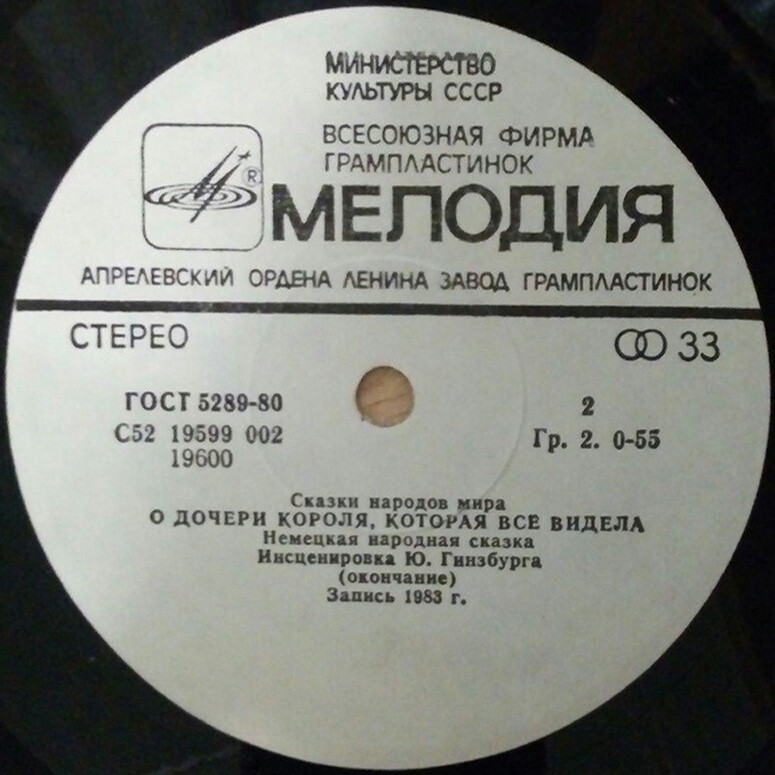 МИНИСТЕРСТВО
КУЛЬТУРЫ СССР
ВСЕСОЮЗНАЯ ФИРМА
ГРАМПЛАСТИНОК
®
МЕЛОДИЯ
АПРЕЛЕВСКИЙ ОРДЕНА ЛЕНИНА ЗАВОД ГРАМПЛАСТИНОК
СТЕРЕО
33
ГОСТ 5289-80
2
С52 19599 002
Гр. 2. 0-55
19600
Сказки народов мира
О ДОЧЕРИ КОРОЛЯ, КОТОРАЯ ВСЕ ВИДЕЛА
Немецкая народная сказка
Инсценировка Ю. Гинзбурга
(окончание)
Запись 1983 г.